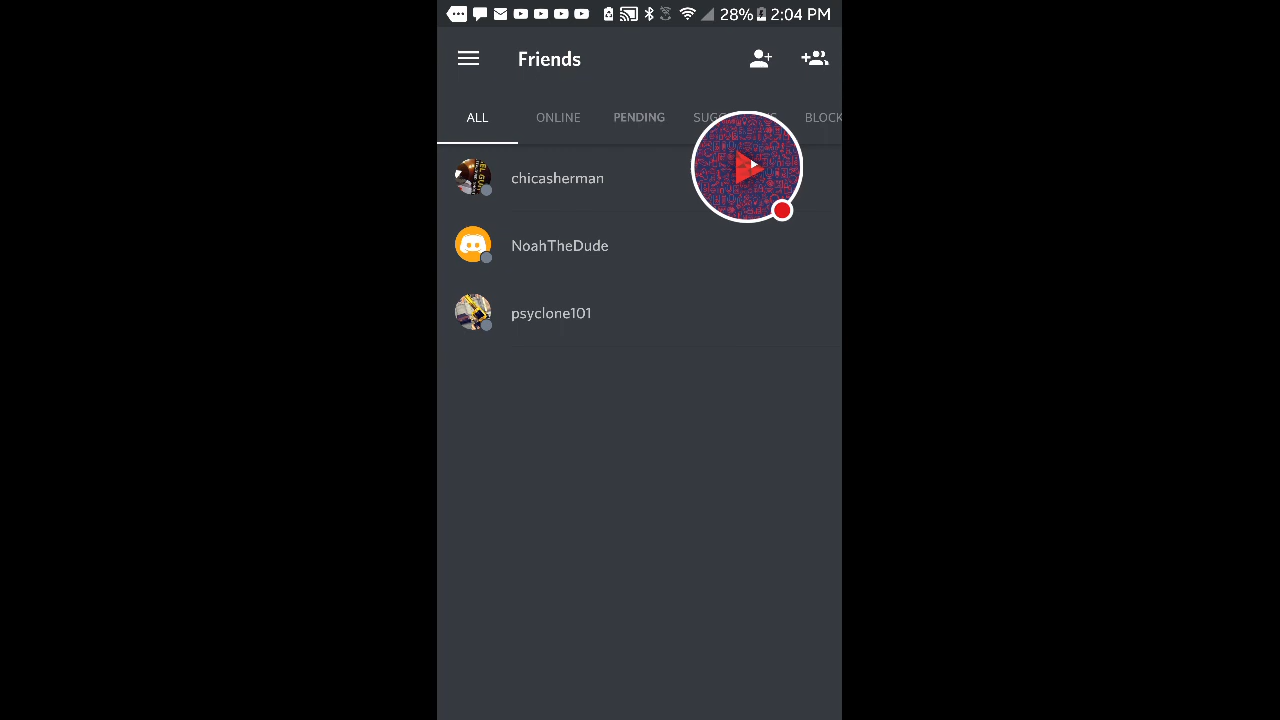 28% 2:04 PM
Friends
ALL ONLINE PENDING BLOCK
chicasherman
NoahTheDude
psyclone101